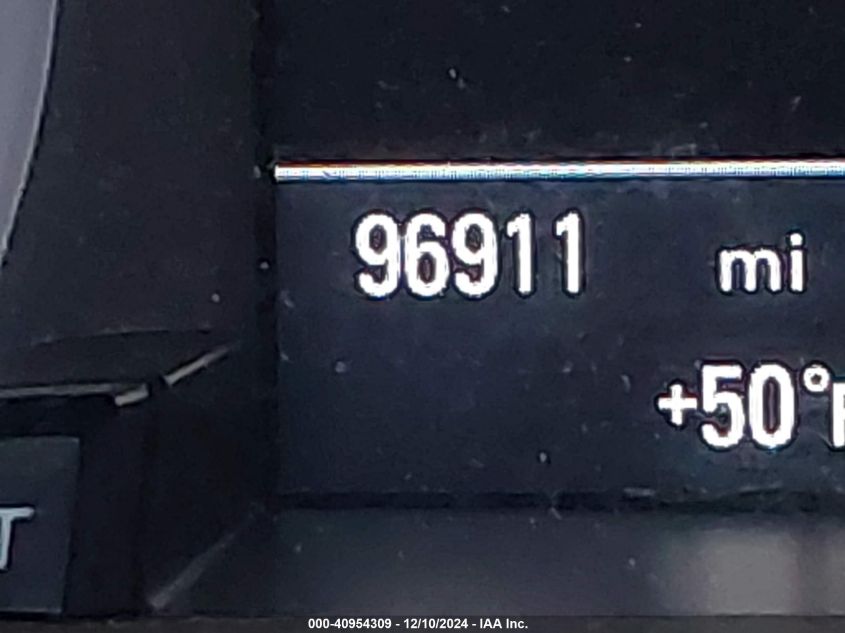 96911 mi
+50°F
T
000-40954309 - 12/10/2024 - IAA Inc.